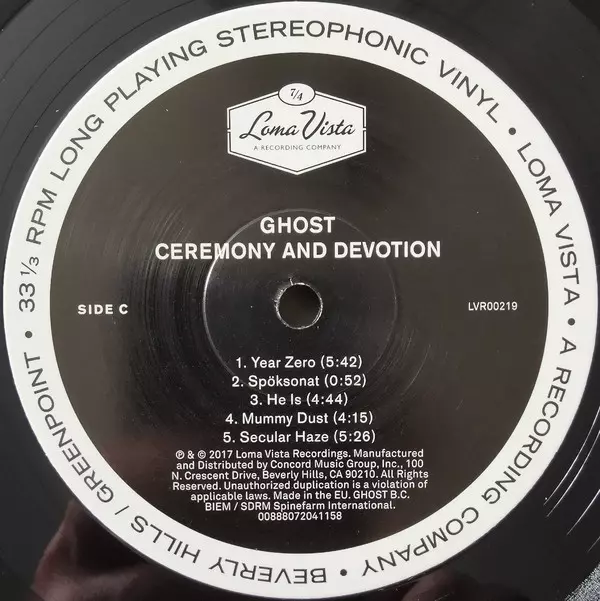 33 1/3 RPM LONG PLAYING STEREOPHONIC VINYL • LOMA VISTA • A RECORDING COMPANY • BEVERLY HILLS / GREENPOINT •
7/4
Loma Vista
A RECORDING COMPANY
GHOST
CEREMONY AND DEVOTION
SIDE C
LVR00219
1. Year Zero (5:42)
2. Spöksonat (0:52)
3. He Is (4:44)
4. Mummy Dust (4:15)
5. Secular Haze (5:26)
℗ & © 2017 Loma Vista Recordings. Manufactured
and Distributed by Concord Music Group, Inc., 100
N. Crescent Drive, Beverly Hills, CA 90210. All Rights
Reserved. Unauthorized duplication is a violation of
applicable laws. Made in the EU. GHOST B.C.
BIEM / SDRM Spinefarm International.
00888072041158